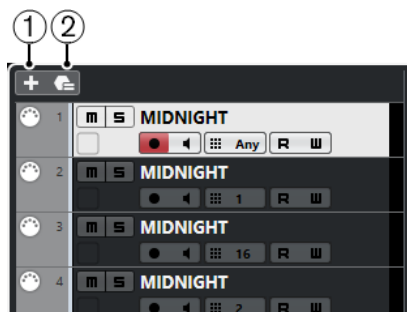 1 2
+
1 m S MIDNIGHT
Any R W
2 m S MIDNIGHT
1 R W
3 m S MIDNIGHT
16 R W
4 m S MIDNIGHT
2 R W